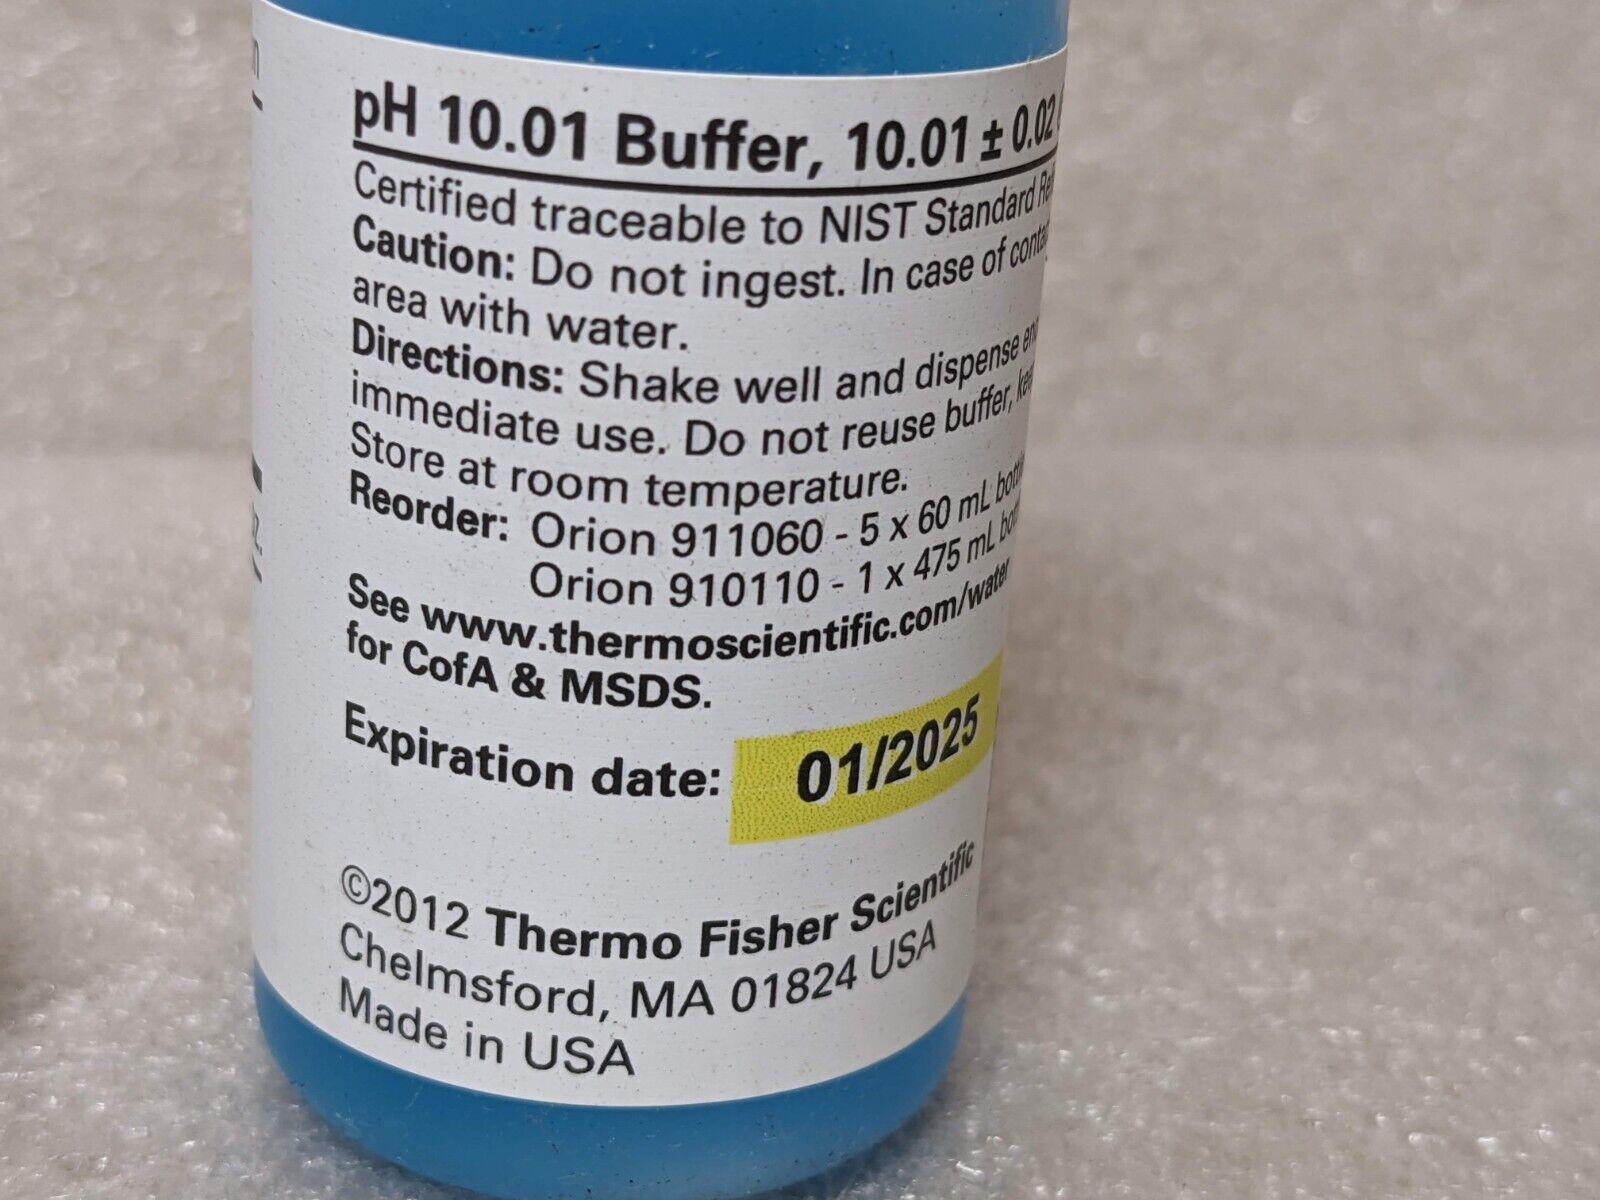 pH 10.01 Buffer, 10.01 ± 0.02
Certified traceable to NIST Standard
Caution: Do not ingest. In case of
area with water.
Directions: Shake well and dispense
immediate use. Do not reuse buffer,
Store at room temperature.
Reorder: Orion 911060 - 5 x 60 mL
Orion 910110 - 1 x 475 mL
See www.thermoscientific.com/water
for CofA & MSDS.
Expiration date: 01/2025
©2012 Thermo Fisher Scientific
Chelmsford, MA 01824 USA
Made in USA